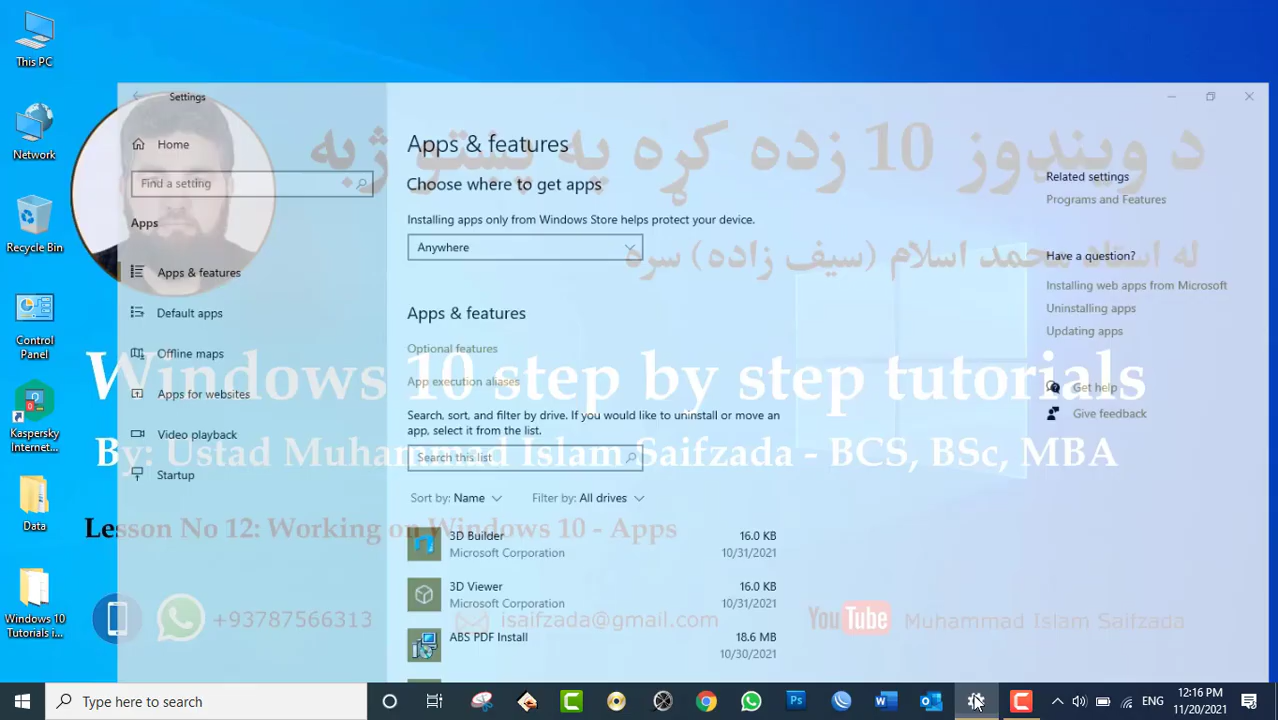 This PC
Network
Recycle Bin
Control
Panel
Kaspersky
Internet...
Data
Windows 10
Tutorials i...
Settings
Home
Find a setting
Apps
Apps & features
Default apps
Offline maps
Apps for websites
Video playback
Startup
Apps & features
Choose where to get apps
Installing apps only from Windows Store helps protect your device.
Anywhere
Apps & features
Optional features
App execution aliases
Search, sort, and filter by drive. If you would like to uninstall or move an
app, select it from the list.
Search this list
Sort by: Name
Filter by: All drives
3D Builder
16.0 KB
Microsoft Corporation
10/31/2021
3D Viewer
16.0 KB
Microsoft Corporation
10/31/2021
ABS PDF Install
18.6 MB
10/30/2021
Related settings
Programs and Features
Have a question?
Installing web apps from Microsoft
Uninstalling apps
Updating apps
Get help
Give feedback
د ویندوز 10 زده کړه په پښتو ژبه
له استاد محمد اسلام (سیف زاده) سره
Windows 10 step by step tutorials
By: Ustad Muhammad Islam Saifzada - BCS, BSc, MBA
Lesson No 12: Working on Windows 10 - Apps
+93787566313
isaifzada@gmail.com
YouTube
Muhammad Islam Saifzada
Type here to search
Ps
ENG
12:16 PM
11/20/2021